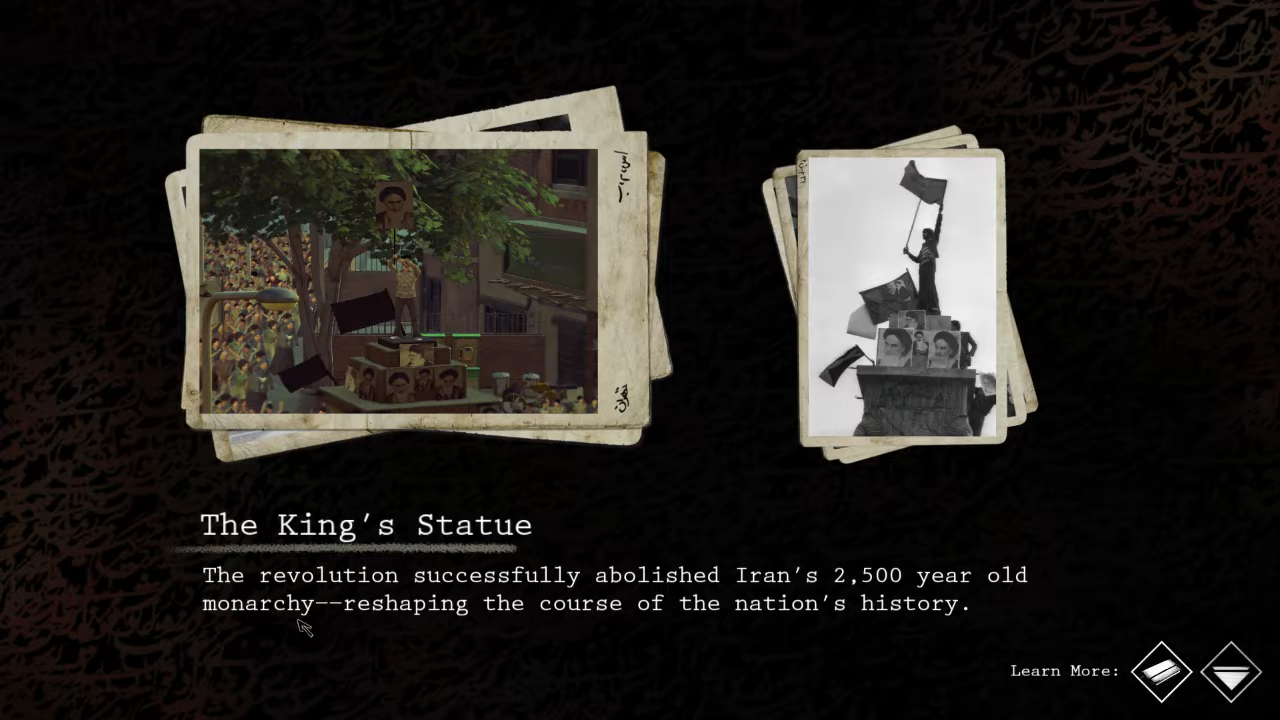 The King's Statue
The revolution successfully abolished Iran's 2,500 year old
monarchy--reshaping the course of the nation's history.
Learn More:
تهران